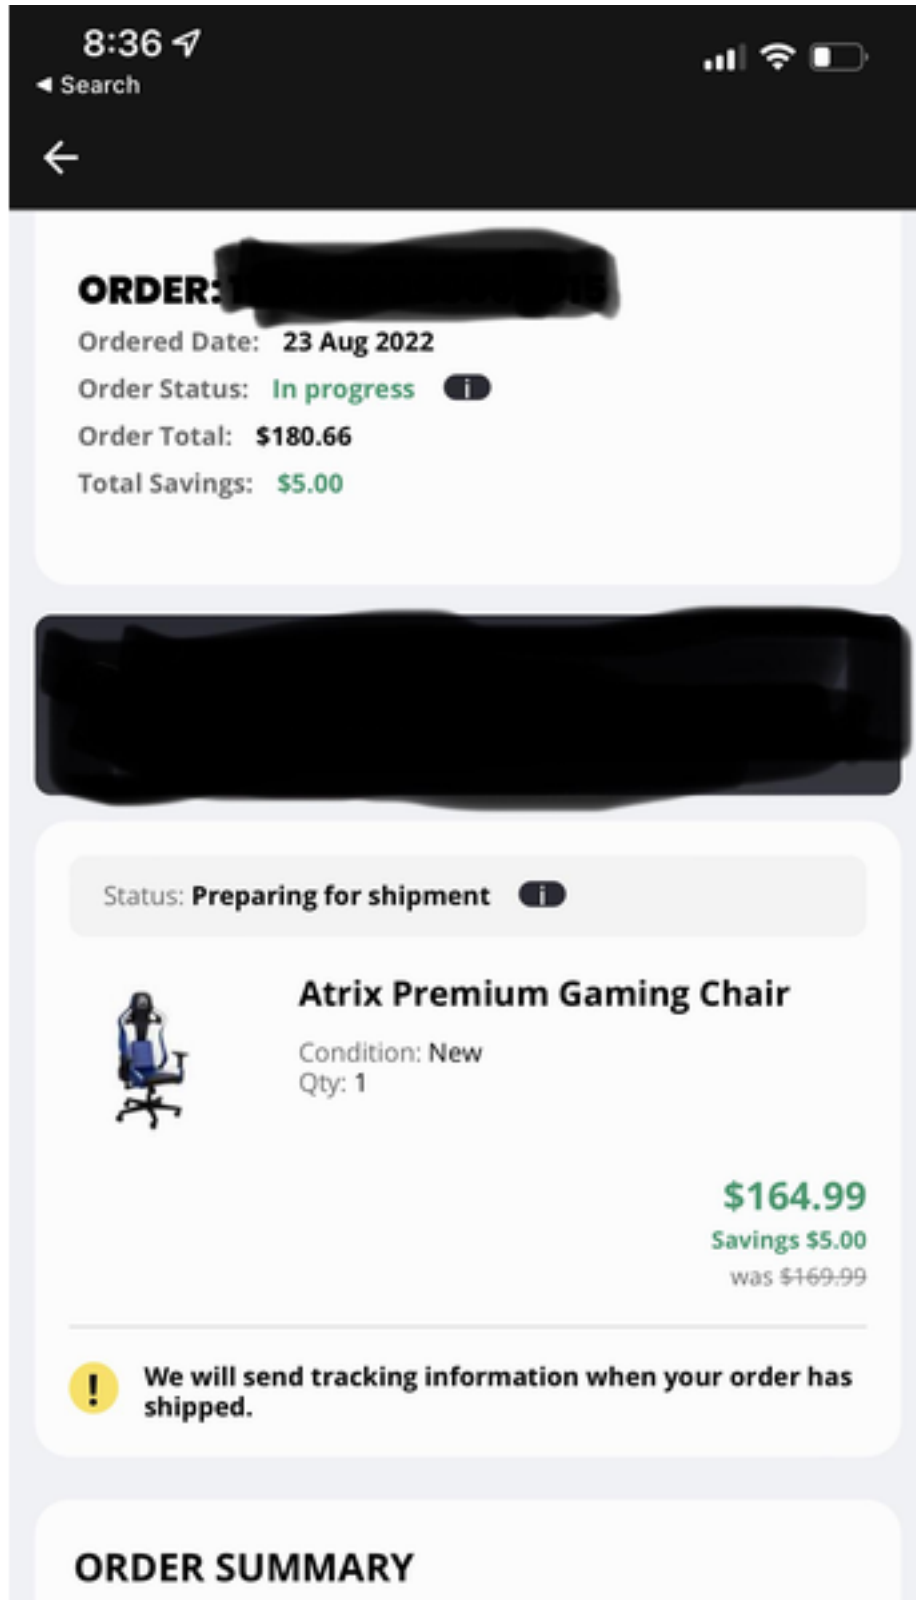 8:36
◀ Search
ORDER:
Ordered Date: 23 Aug 2022
Order Status: In progress i
Order Total: $180.66
Total Savings: $5.00
Status: Preparing for shipment i
Atrix Premium Gaming Chair
Condition: New
Qty: 1
$164.99
Savings $5.00
was $169.99
! We will send tracking information when your order has
shipped.
ORDER SUMMARY